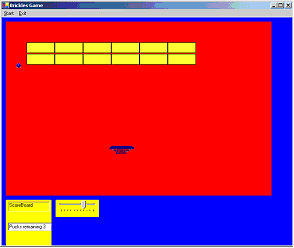 Brickles Game
Start Exit
ScoreBoard
Pucks remaining 3